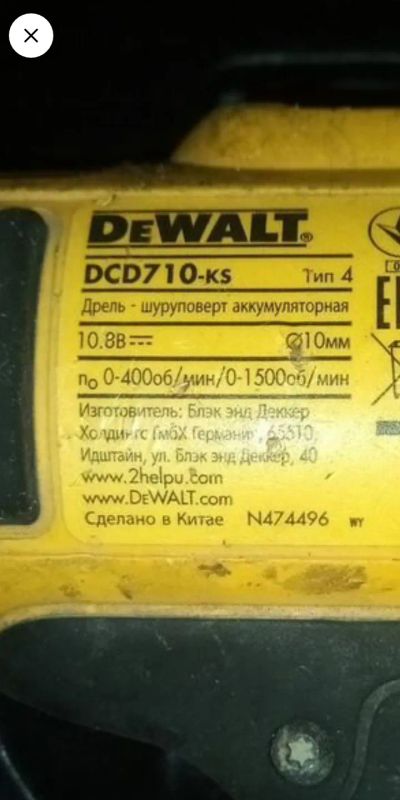 DEWALT®
DCD710-KS Тип 4
Дрель - шуруповерт аккумуляторная
10.8В Ø10мм
n₀ 0-400об/мин/0-1500об/мин
Изготовитель: Блэк энд Деккер
Холдингс ГмбХ Германия, 65510,
Идштайн, ул. Блэк энд Деккер, 40
www.2helpu.com
www.DEWALT.com
Сделано в Китае N474496 WY